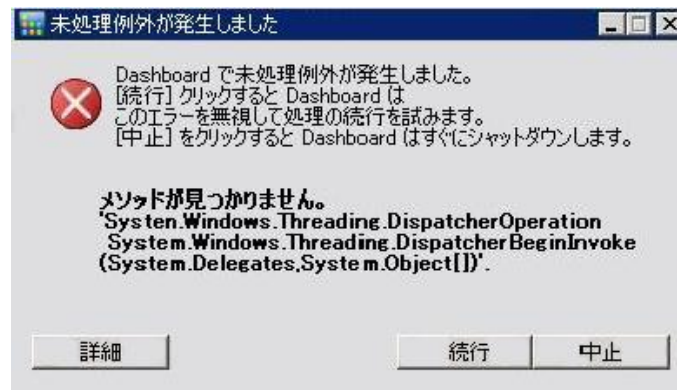 未処理例外が発生しました
Dashboard で未処理例外が発生しました。
[続行] クリックすると Dashboard は
このエラーを無視して処理の続行を試みます。
[中止] をクリックすると Dashboard はすぐにシャットダウンします。
メソッドが見つかりません。
'Systen.Windows.Threading.DispatcherOperation
System.Windows.Threading.DispatcherBeginInvoke
(System.Delegates,System.Object[])'.
詳細
続行
中止